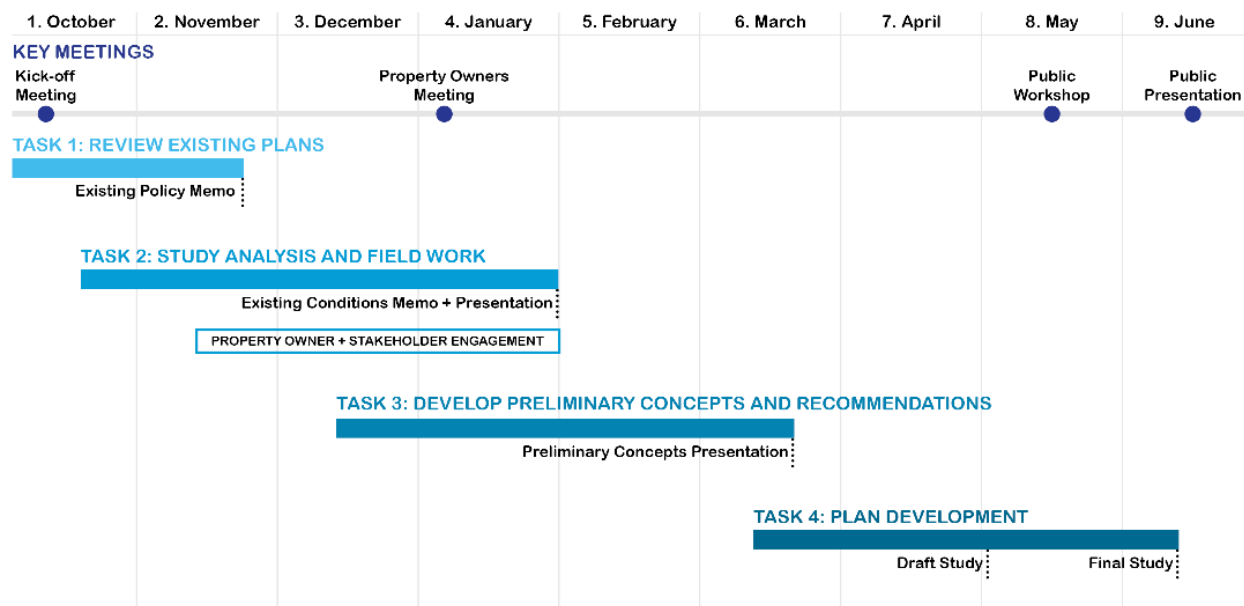 1. October
2. November
3. December
4. January
5. February
6. March
7. April
8. May
9. June
KEY MEETINGS
Kick-off
Meeting
Property Owners
Meeting
Public
Workshop
Public
Presentation
TASK 1: REVIEW EXISTING PLANS
Existing Policy Memo
TASK 2: STUDY ANALYSIS AND FIELD WORK
Existing Conditions Memo + Presentation
PROPERTY OWNER + STAKEHOLDER ENGAGEMENT
TASK 3: DEVELOP PRELIMINARY CONCEPTS AND RECOMMENDATIONS
Preliminary Concepts Presentation
TASK 4: PLAN DEVELOPMENT
Draft Study
Final Study